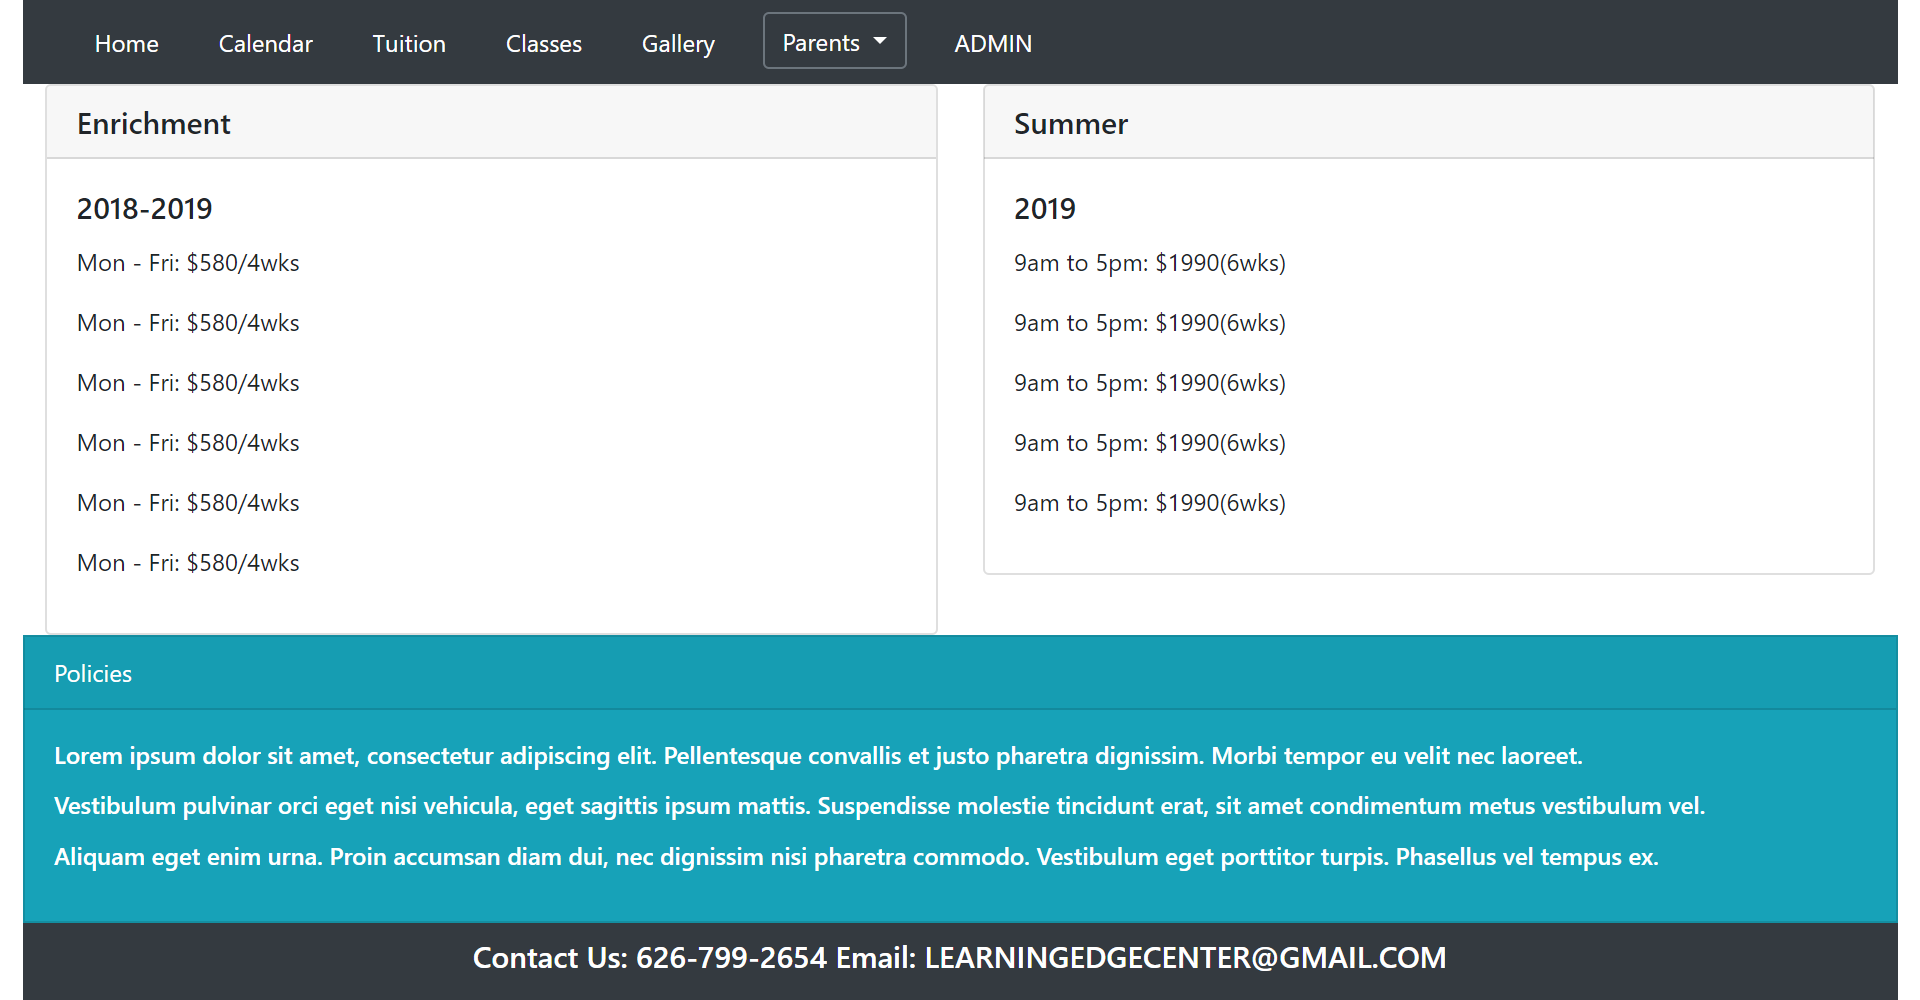 Home Calendar Tuition Classes Gallery Parents ADMIN
Enrichment
2018-2019
Mon - Fri: $580/4wks
Mon - Fri: $580/4wks
Mon - Fri: $580/4wks
Mon - Fri: $580/4wks
Mon - Fri: $580/4wks
Mon - Fri: $580/4wks
Summer
2019
9am to 5pm: $1990(6wks)
9am to 5pm: $1990(6wks)
9am to 5pm: $1990(6wks)
9am to 5pm: $1990(6wks)
9am to 5pm: $1990(6wks)
Policies
Lorem ipsum dolor sit amet, consectetur adipiscing elit. Pellentesque convallis et justo pharetra dignissim. Morbi tempor eu velit nec laoreet.
Vestibulum pulvinar orci eget nisi vehicula, eget sagittis ipsum mattis. Suspendisse molestie tincidunt erat, sit amet condimentum metus vestibulum vel.
Aliquam eget enim urna. Proin accumsan diam dui, nec dignissim nisi pharetra commodo. Vestibulum eget porttitor turpis. Phasellus vel tempus ex.
Contact Us: 626-799-2654 Email: LEARNINGEDGECENTER@GMAIL.COM